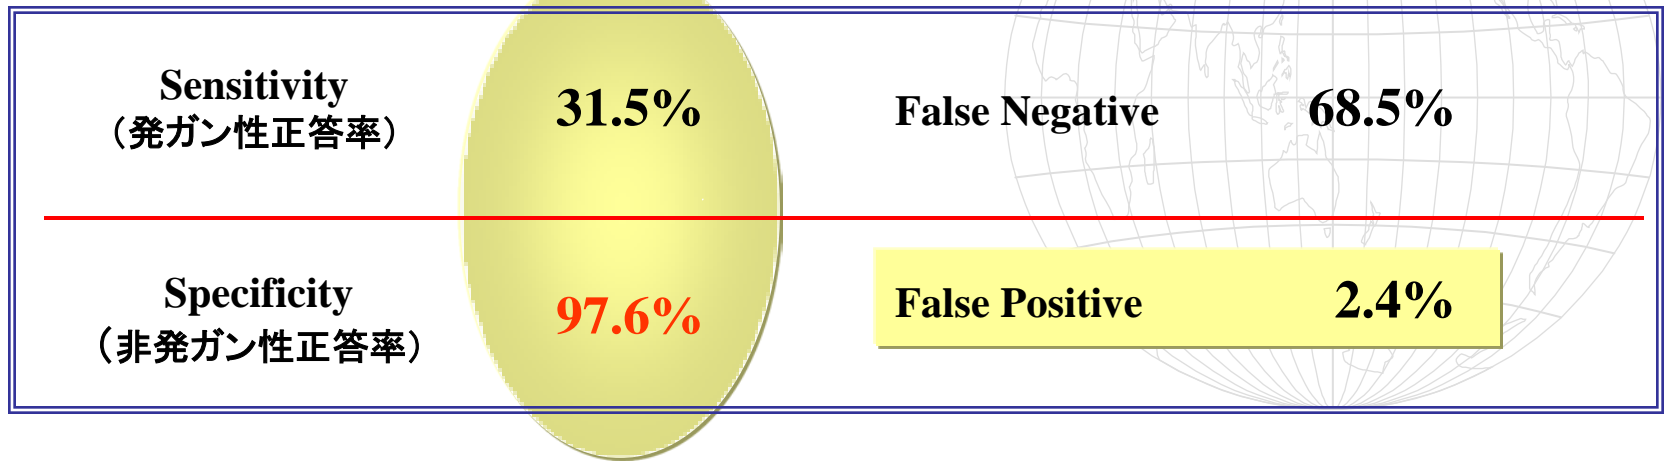 Sensitivity
（発ガン性正答率）
31.5%
False Negative
68.5%
Specificity
（非発ガン性正答率）
97.6%
False Positive
2.4%